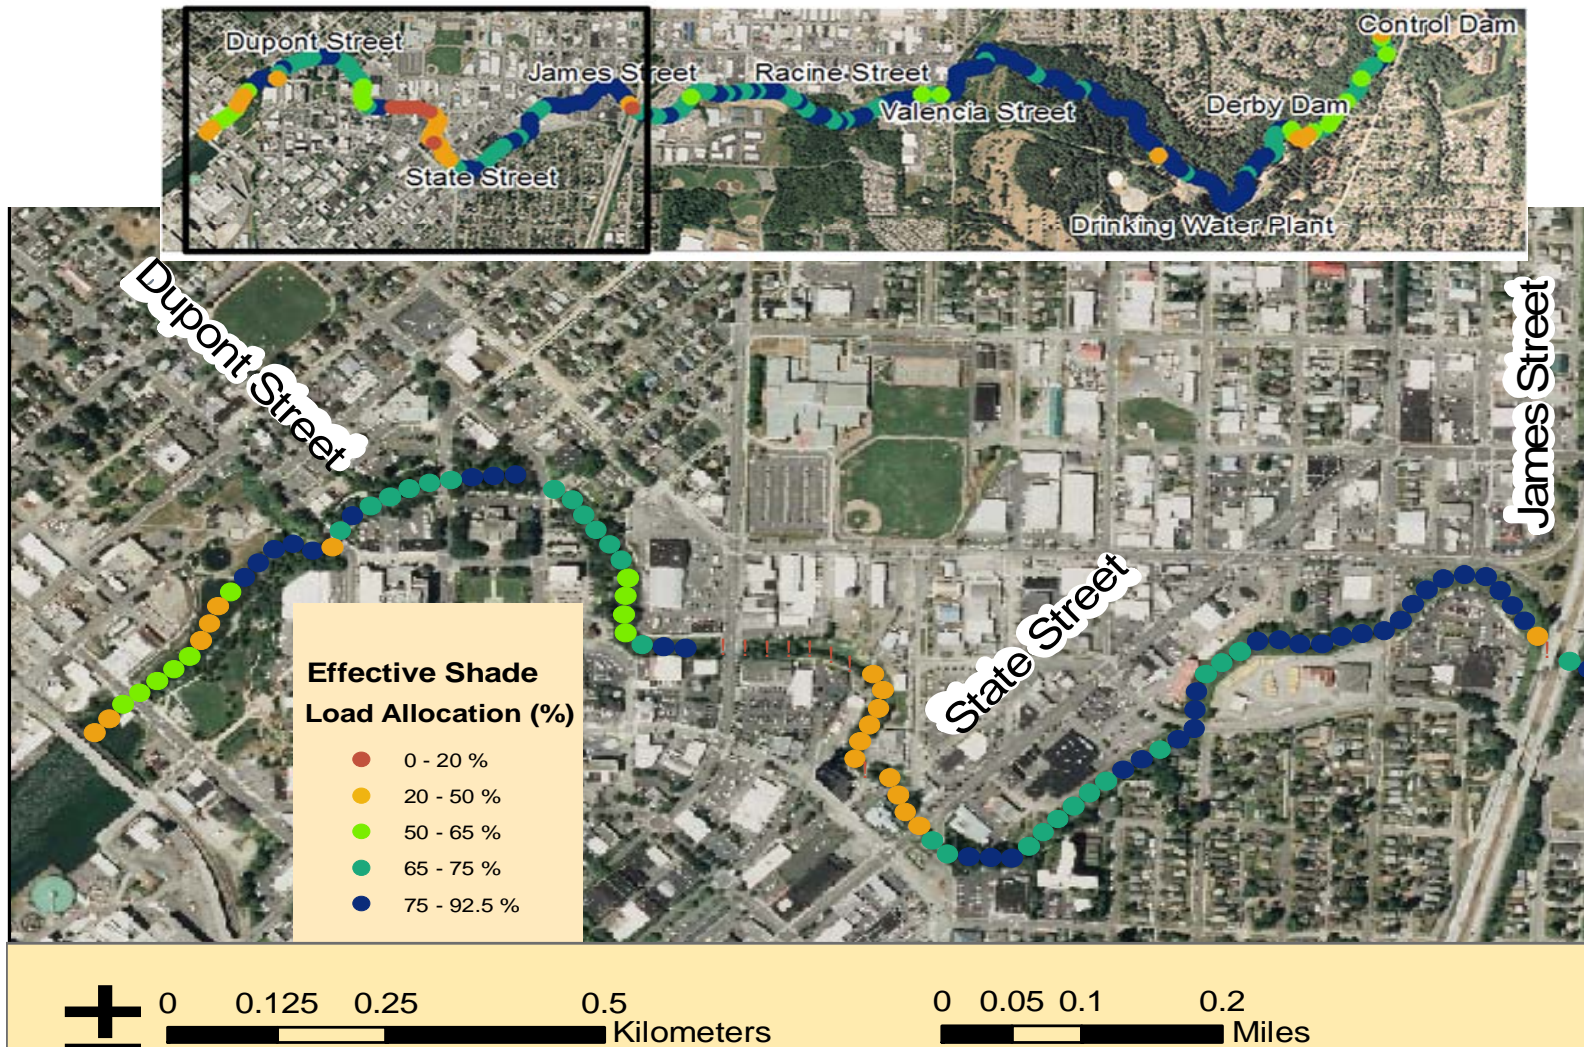 Control Dam
Dupont Street
James Street
Racine Street
Valencia Street
Derby Dam
State Street
Drinking Water Plant
Dupont Street
James Street
State Street
Effective Shade
Load Allocation (%)
0 - 20 %
20 - 50 %
50 - 65 %
65 - 75 %
75 - 92.5 %
0 0.125 0.25 0.5
Kilometers
0 0.05 0.1 0.2
Miles